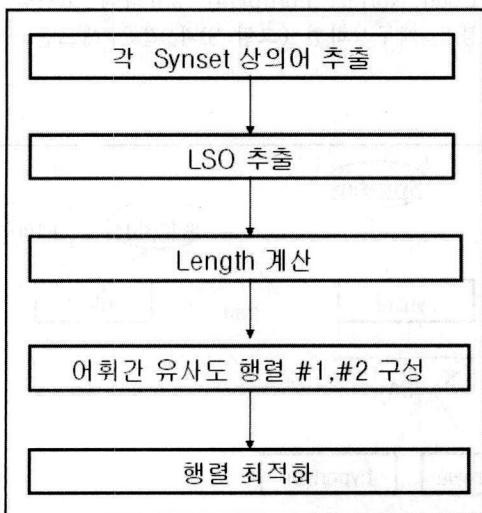 각 Synset 상의어 추출
LSO 추출
Length 계산
어휘간 유사도 행렬 #1,#2 구성
행렬 최적화